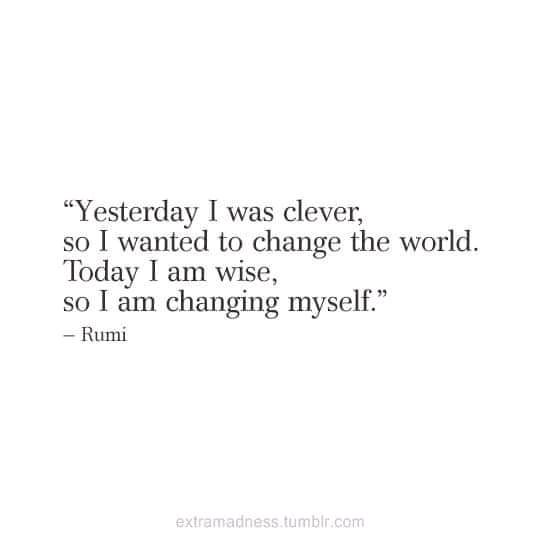 “Yesterday I was clever,
so I wanted to change the world.
Today I am wise,
so I am changing myself.”
– Rumi
extramadness.tumblr.com